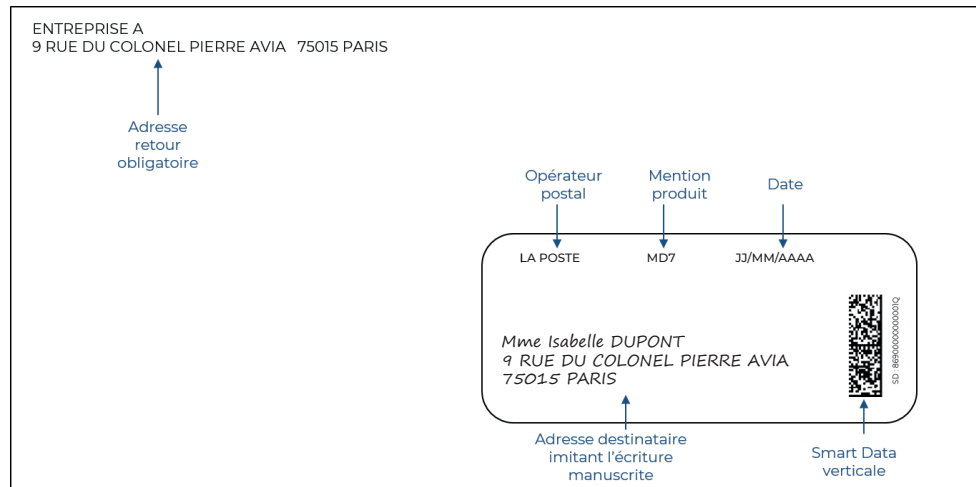 ENTREPRISE A
9 RUE DU COLONEL PIERRE AVIA 75015 PARIS
Adresse
retour
obligatoire
Opérateur
postal
Mention
produit
Date
LA POSTE
MD7
JJ/MM/AAAA
Mme Isabelle DUPONT
9 RUE DU COLONEL PIERRE AVIA
75015 PARIS
Adresse destinataire
imitant l'écriture
manuscrite
Smart Data
verticale